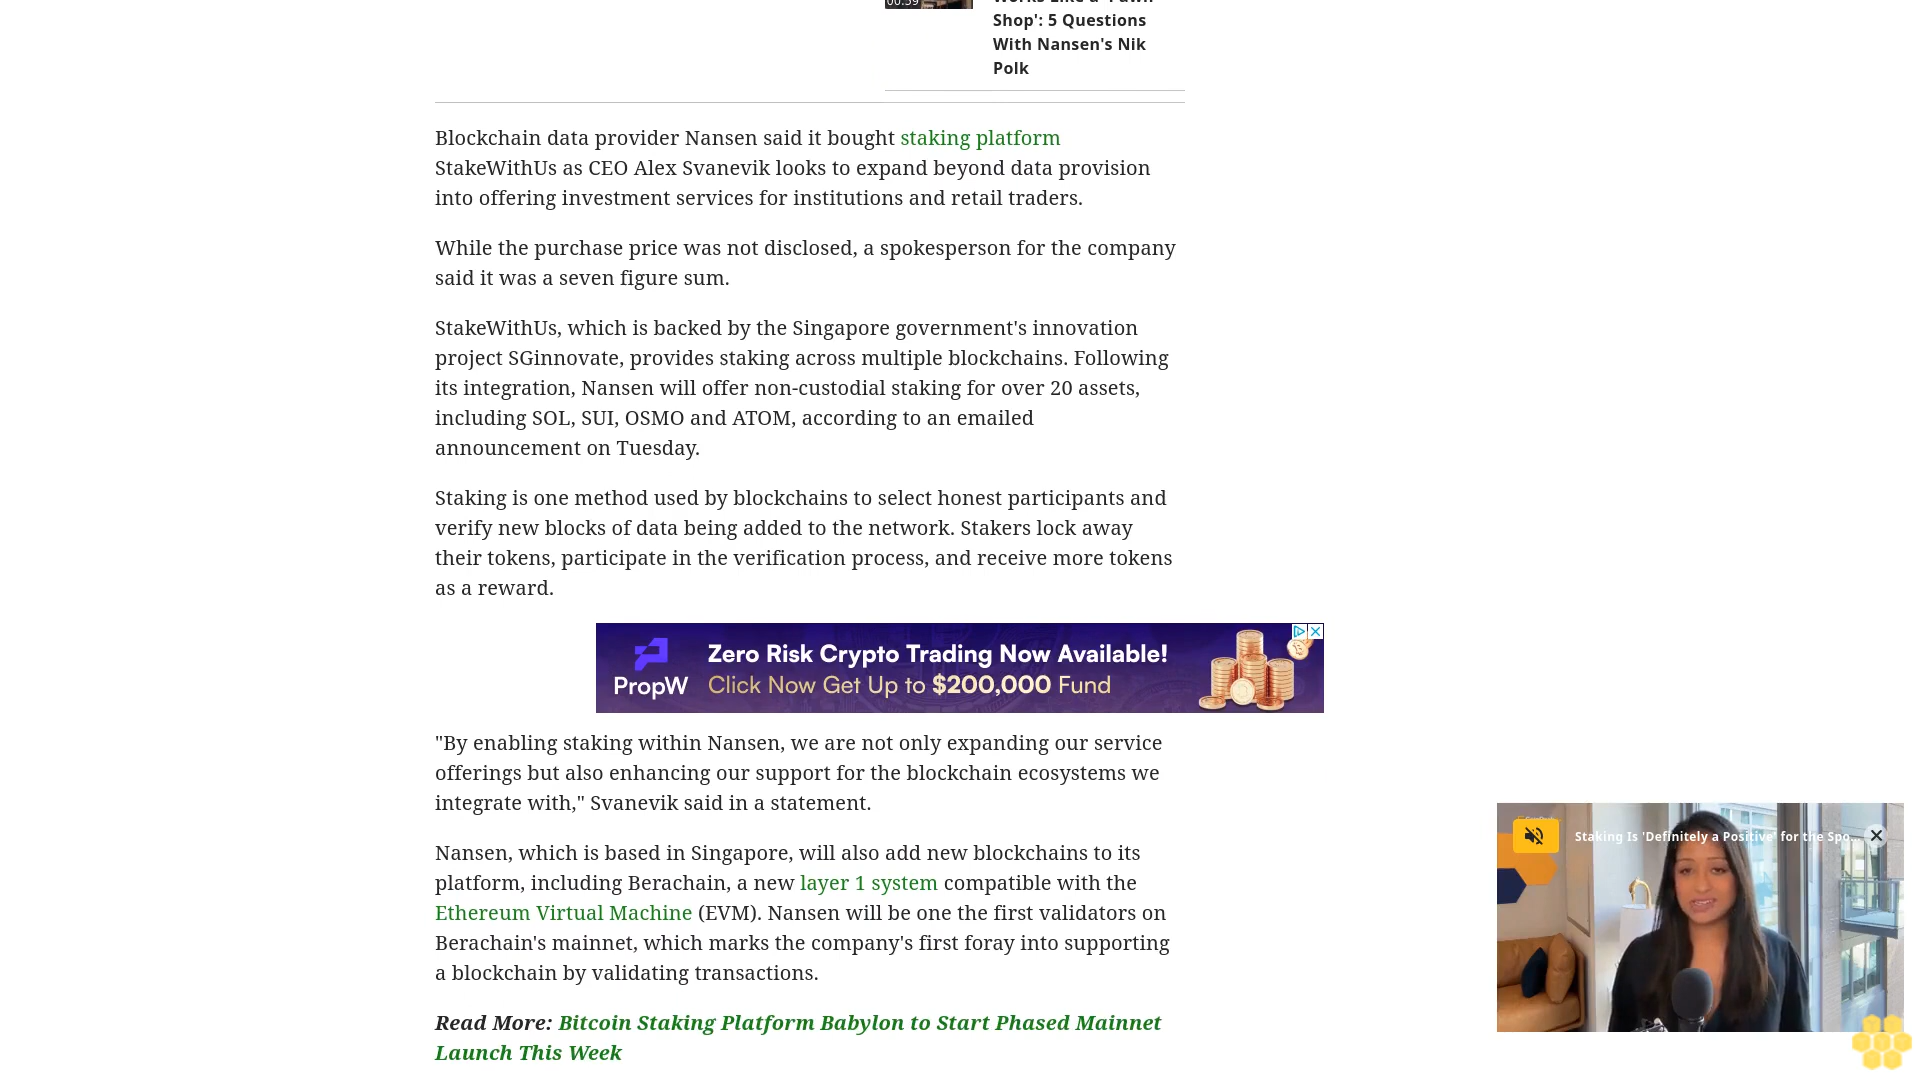 00:59
Shop': 5 Questions
With Nansen's Nik
Polk
Blockchain data provider Nansen said it bought staking platform
StakeWithUs as CEO Alex Svanevik looks to expand beyond data provision
into offering investment services for institutions and retail traders.
While the purchase price was not disclosed, a spokesperson for the company
said it was a seven figure sum.
StakeWithUs, which is backed by the Singapore government's innovation
project SGinnovate, provides staking across multiple blockchains. Following
its integration, Nansen will offer non-custodial staking for over 20 assets,
including SOL, SUI, OSMO and ATOM, according to an emailed
announcement on Tuesday.
Staking is one method used by blockchains to select honest participants and
verify new blocks of data being added to the network. Stakers lock away
their tokens, participate in the verification process, and receive more tokens
as a reward.
PropW
Zero Risk Crypto Trading Now Available!
Click Now Get Up to $200,000 Fund
"By enabling staking within Nansen, we are not only expanding our service
offerings but also enhancing our support for the blockchain ecosystems we
integrate with," Svanevik said in a statement.
Nansen, which is based in Singapore, will also add new blockchains to its
platform, including Berachain, a new layer 1 system compatible with the
Ethereum Virtual Machine (EVM). Nansen will be one the first validators on
Berachain's mainnet, which marks the company's first foray into supporting
a blockchain by validating transactions.
Read More: Bitcoin Staking Platform Babylon to Start Phased Mainnet
Launch This Week
Staking Is 'Definitely a Positive' for the Spo...